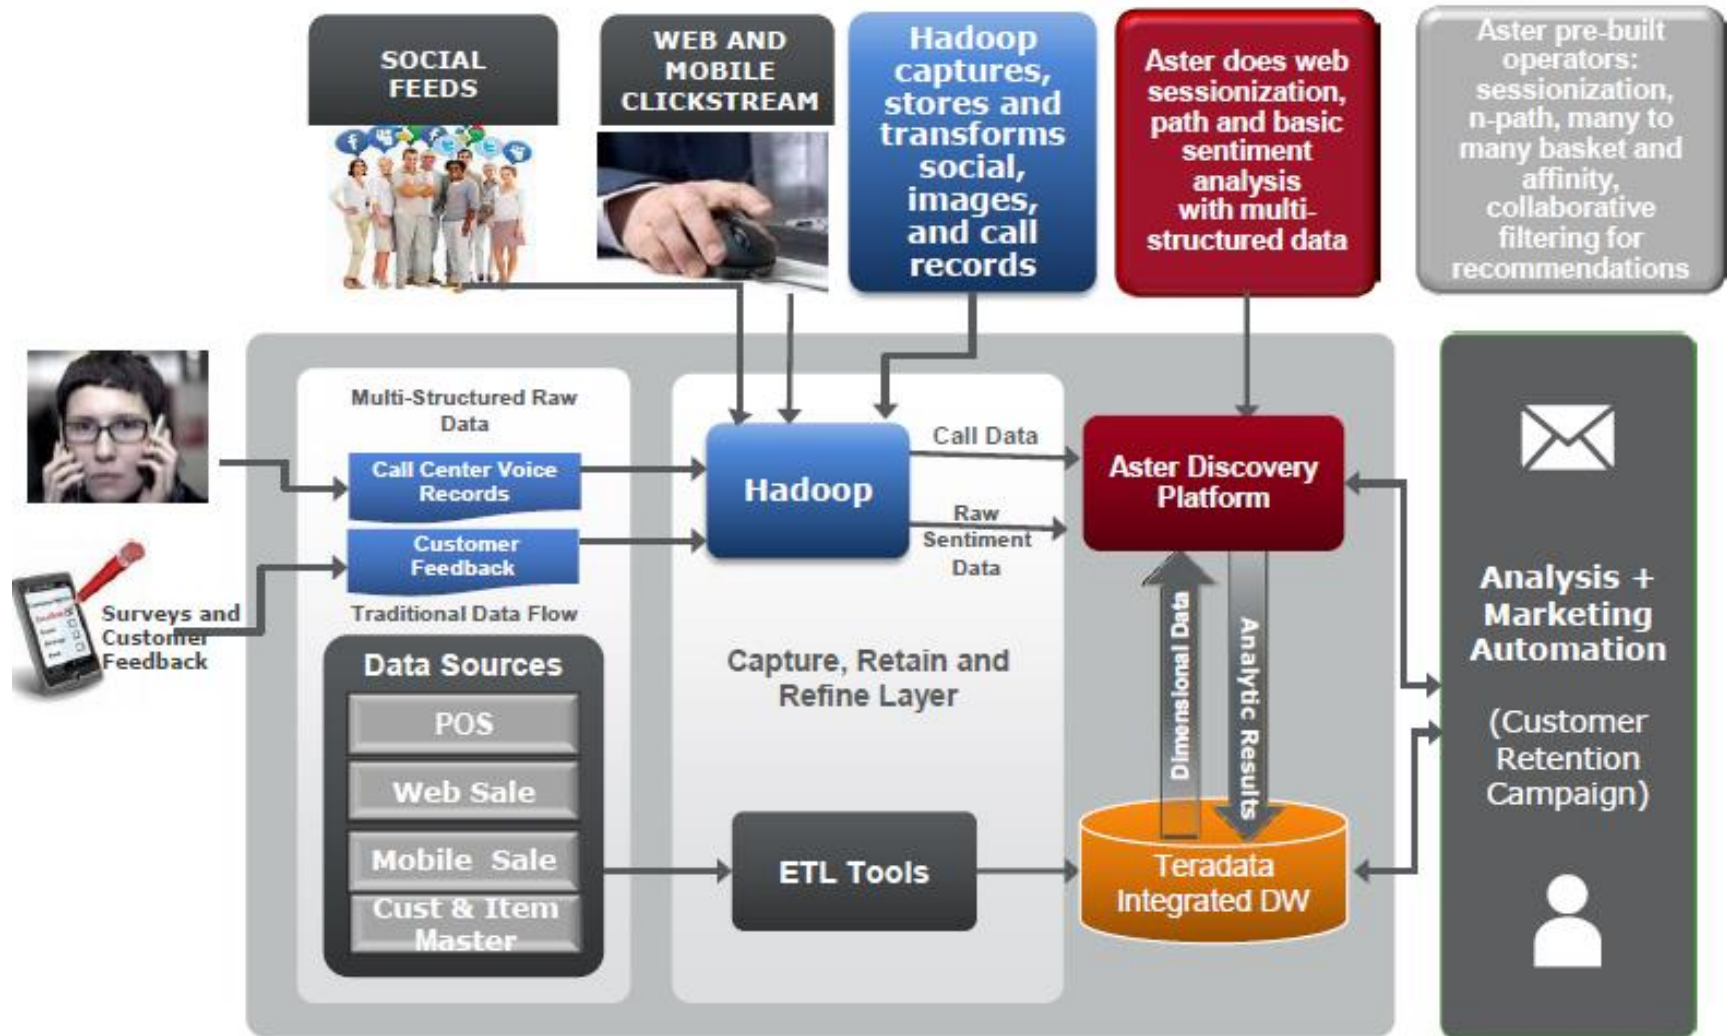 SOCIAL
FEEDS
WEB AND
MOBILE
CLICKSTREAM
Hadoop
captures,
stores and
transforms
social,
images,
and call
records
Aster does web
sessionization,
path and basic
sentiment
analysis
with multi-
structured data
Aster pre-built
operators:
sessionization,
n-path, many to
many basket and
affinity,
collaborative
filtering for
recommendations
Multi-Structured Raw
Data
Call Center Voice
Records
Customer
Feedback
Surveys and
Customer
Feedback
Traditional Data Flow
Data Sources
POS
Web Sale
Mobile Sale
Cust & Item
Master
Hadoop
Call Data
Raw
Sentiment
Data
Capture, Retain and
Refine Layer
ETL Tools
Aster Discovery
Platform
Dimensional Data
Analytic Results
Teradata
Integrated DW
Analysis +
Marketing
Automation
(Customer
Retention
Campaign)